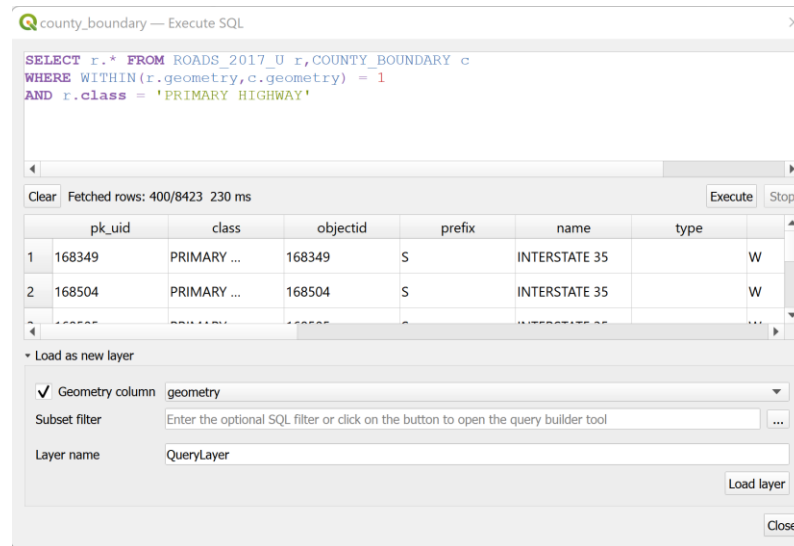 county_boundary — Execute SQL
SELECT r.* FROM ROADS_2017_U r,COUNTY_BOUNDARY c
WHERE WITHIN(r.geometry,c.geometry) = 1
AND r.class = 'PRIMARY HIGHWAY'
Clear Fetched rows: 400/8423 230 ms Execute Stop
pk_uid class objectid prefix name type
1 168349 PRIMARY ... 168349 S INTERSTATE 35 W
2 168504 PRIMARY ... 168504 S INTERSTATE 35 W
Load as new layer
Geometry column geometry
Subset filter Enter the optional SQL filter or click on the button to open the query builder tool ...
Layer name QueryLayer
Load layer
Close